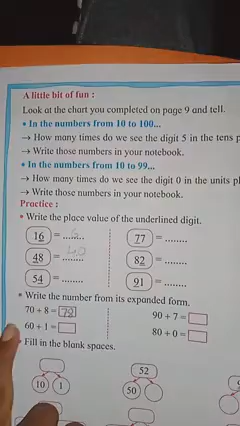 A little bit of fun :
Look at the chart you completed on page 9 and tell.
• In the numbers from 10 to 100...
→ How many times do we see the digit 5 in the tens p
→ Write those numbers in your notebook.
• In the numbers from 10 to 99...
→ How many times do we see the digit 0 in the units pl
→ Write those numbers in your notebook.
Practice :
* Write the place value of the underlined digit.
16 = ...6... 77 = ........
48 = ...40... 82 = ........
54 = ........ 91 = ........
* Write the number from its expanded form.
70 + 8 = 78 90 + 7 =
60 + 1 = 80 + 0 =
* Fill in the blank spaces.
52
10 1 50